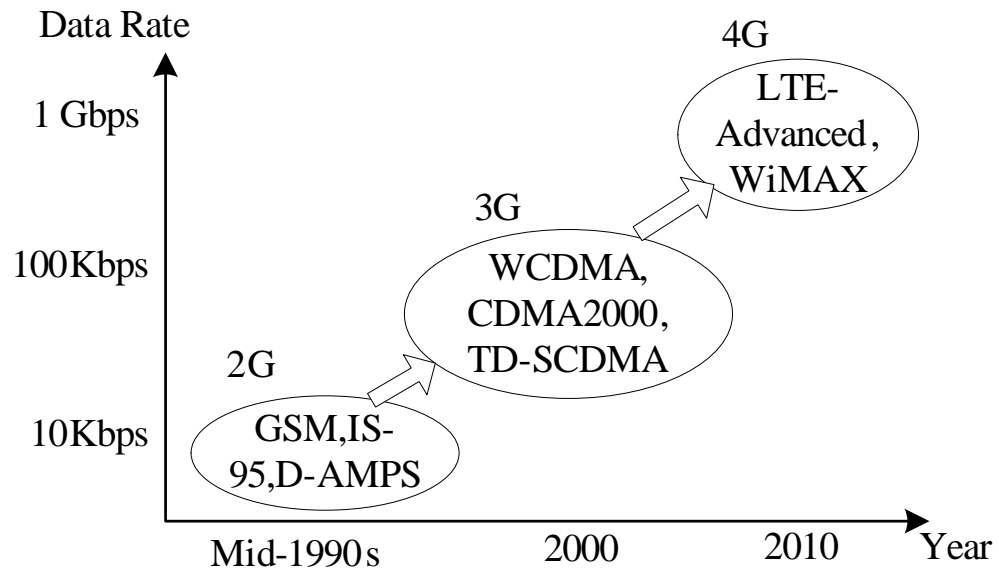 Data Rate
4G
1 Gbps
LTE-
Advanced,
WiMAX
3G
100Kbps
WCDMA,
CDMA2000,
TD-SCDMA
2G
10Kbps
GSM,IS-
95,D-AMPS
Mid-1990s
2000
2010
Year